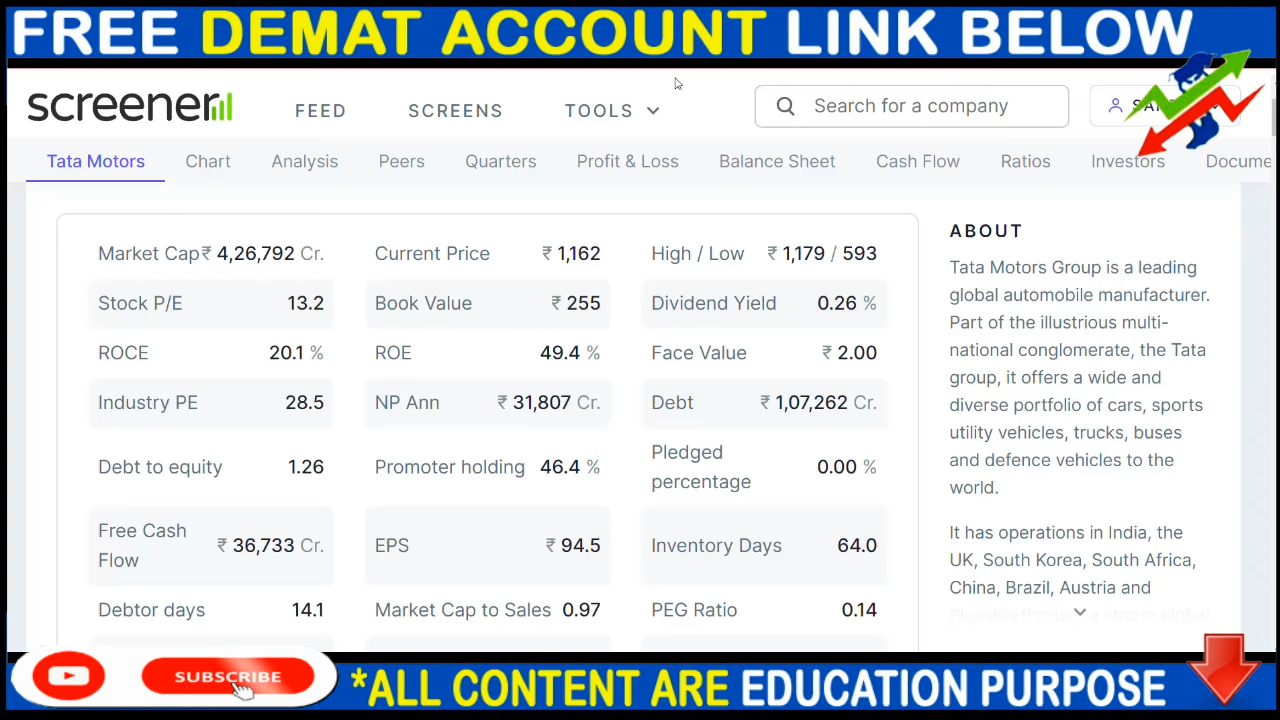 FREE DEMAT ACCOUNT LINK BELOW
screener
FEED SCREENS TOOLS
Search for a company
Tata Motors Chart Analysis Peers Quarters Profit & Loss Balance Sheet Cash Flow Ratios Investors Docume
Market Cap ₹ 4,26,792 Cr. Current Price ₹ 1,162 High / Low ₹ 1,179 / 593
Stock P/E 13.2 Book Value ₹ 255 Dividend Yield 0.26 %
ROCE 20.1 % ROE 49.4 % Face Value ₹ 2.00
Industry PE 28.5 NP Ann ₹ 31,807 Cr. Debt ₹ 1,07,262 Cr.
Debt to equity 1.26 Promoter holding 46.4 % Pledged percentage 0.00 %
Free Cash Flow ₹ 36,733 Cr. EPS ₹ 94.5 Inventory Days 64.0
Debtor days 14.1 Market Cap to Sales 0.97 PEG Ratio 0.14
ABOUT
Tata Motors Group is a leading
global automobile manufacturer.
Part of the illustrious multi-
national conglomerate, the Tata
group, it offers a wide and
diverse portfolio of cars, sports
utility vehicles, trucks, buses
and defence vehicles to the
world.
It has operations in India, the
UK, South Korea, South Africa,
China, Brazil, Austria and
SUBSCRIBE
*ALL CONTENT ARE EDUCATION PURPOSE